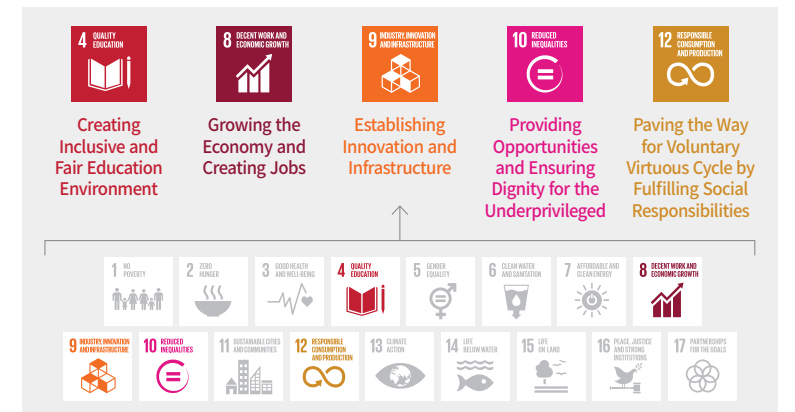 4 QUALITY
EDUCATION
8 DECENT WORK AND
ECONOMIC GROWTH
9 INDUSTRY, INNOVATION
AND INFRASTRUCTURE
10 REDUCED
INEQUALITIES
12 RESPONSIBLE
CONSUMPTION
AND PRODUCTION
Creating
Inclusive and
Fair Education
Environment
Growing the
Economy and
Creating Jobs
Establishing
Innovation and
Infrastructure
Providing
Opportunities
and Ensuring
Dignity for the
Underprivileged
Paving the Way
for Voluntary
Virtuous Cycle by
Fulfilling Social
Responsibilities
1 NO
POVERTY
2 ZERO
HUNGER
3 GOOD HEALTH
AND WELL-BEING
4 QUALITY
EDUCATION
5 GENDER
EQUALITY
6 CLEAN WATER
AND SANITATION
7 AFFORDABLE AND
CLEAN ENERGY
8 DECENT WORK AND
ECONOMIC GROWTH
9 INDUSTRY, INNOVATION
AND INFRASTRUCTURE
10 REDUCED
INEQUALITIES
11 SUSTAINABLE CITIES
AND COMMUNITIES
12 RESPONSIBLE
CONSUMPTION
AND PRODUCTION
13 CLIMATE
ACTION
14 LIFE
BELOW WATER
15 LIFE
ON LAND
16 PEACE, JUSTICE
AND STRONG
INSTITUTIONS
17 PARTNERSHIPS
FOR THE GOALS